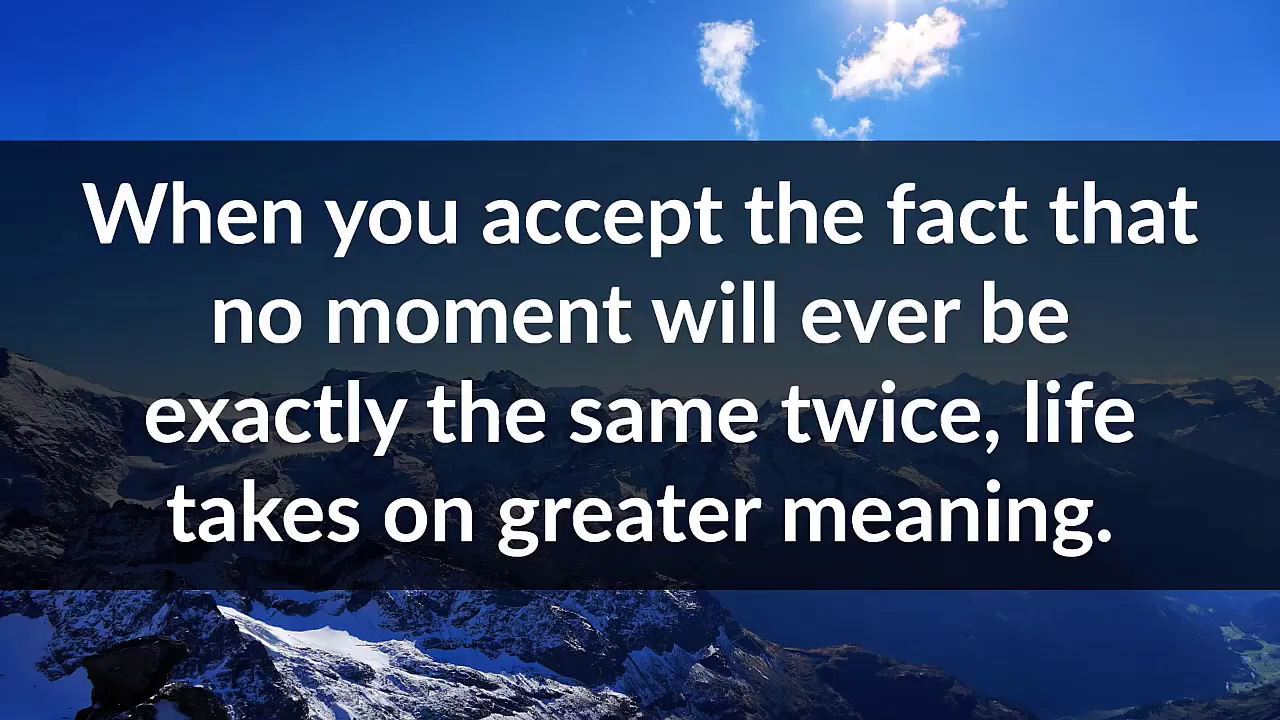 When you accept the fact that
no moment will ever be
exactly the same twice, life
takes on greater meaning.